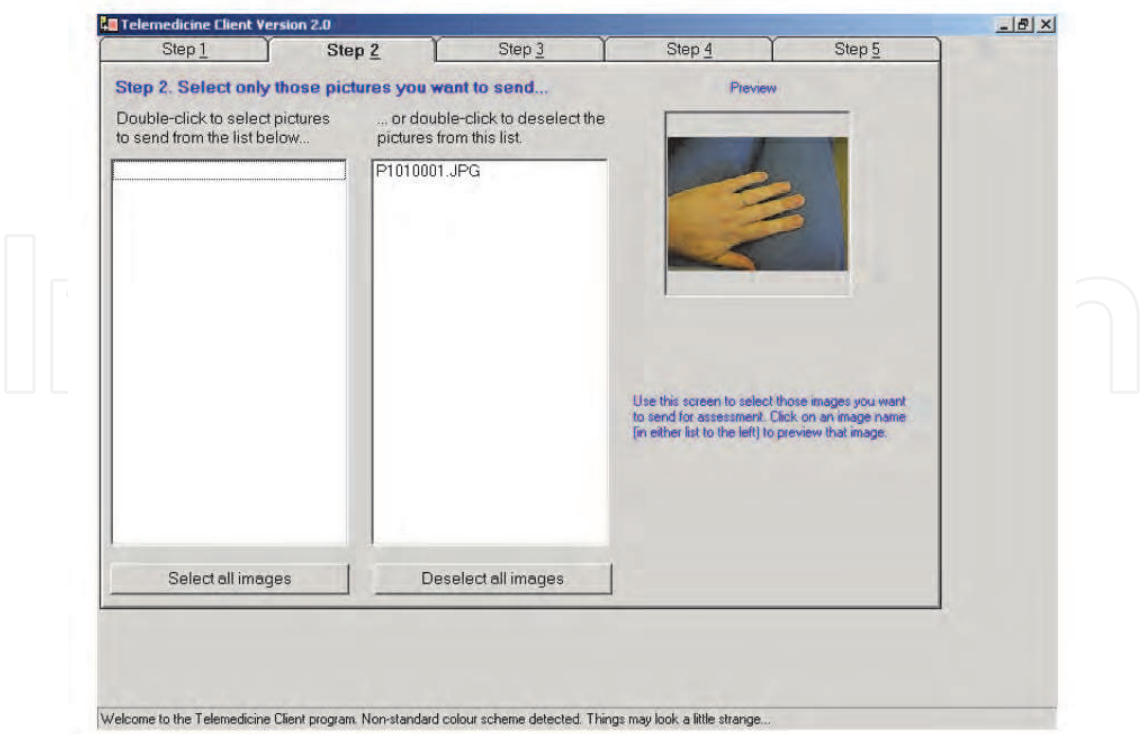 Telemedicine Client Version 2.0
Step 1
Step 2
Step 3
Step 4
Step 5
Step 2. Select only those pictures you want to send...
Double-click to select pictures
to send from the list below...
... or double-click to deselect the
pictures from this list.
Preview
P1010001.JPG
Use this screen to select those images you want
to send for assessment. Click on an image name
(in either list to the left) to preview that image.
Select all images
Deselect all images
Welcome to the Telemedicine Client program. Non-standard colour scheme detected. Things may look a little strange...